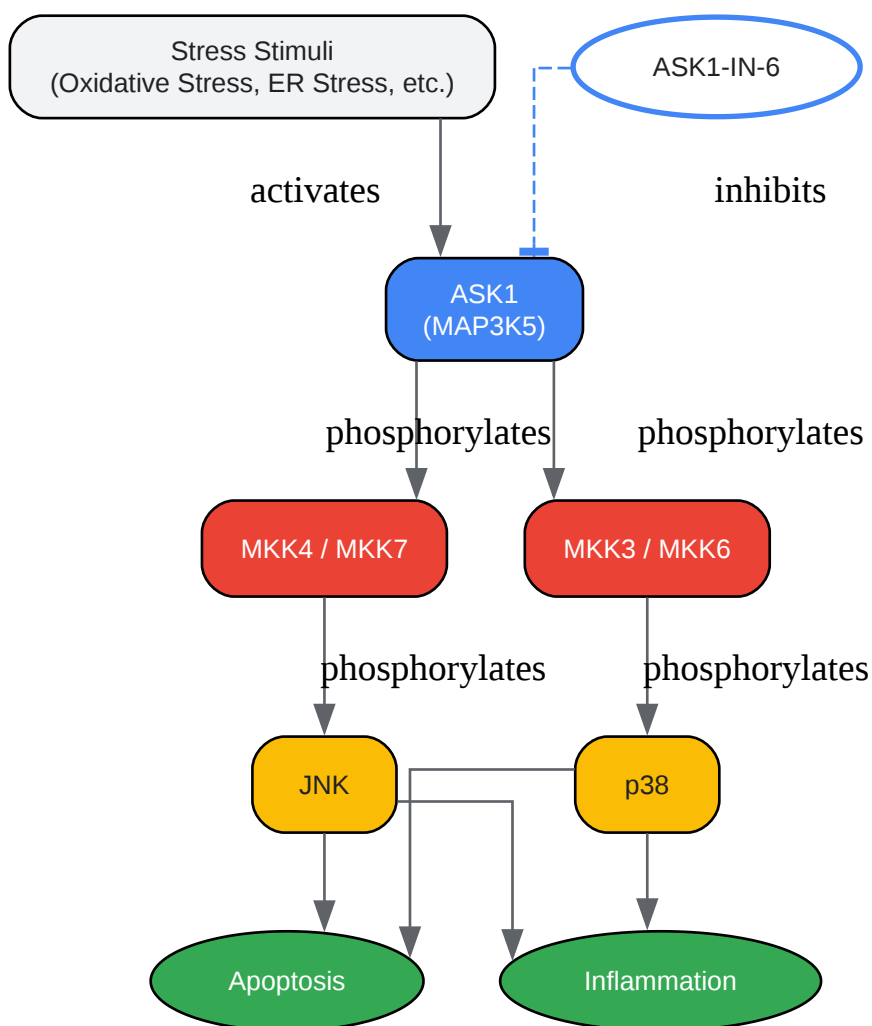 Stress Stimuli
(Oxidative Stress, ER Stress, etc.)
ASK1-IN-6
activates
inhibits
ASK1
(MAP3K5)
phosphorylates
phosphorylates
MKK4 / MKK7
MKK3 / MKK6
phosphorylates
phosphorylates
JNK
p38
Apoptosis
Inflammation